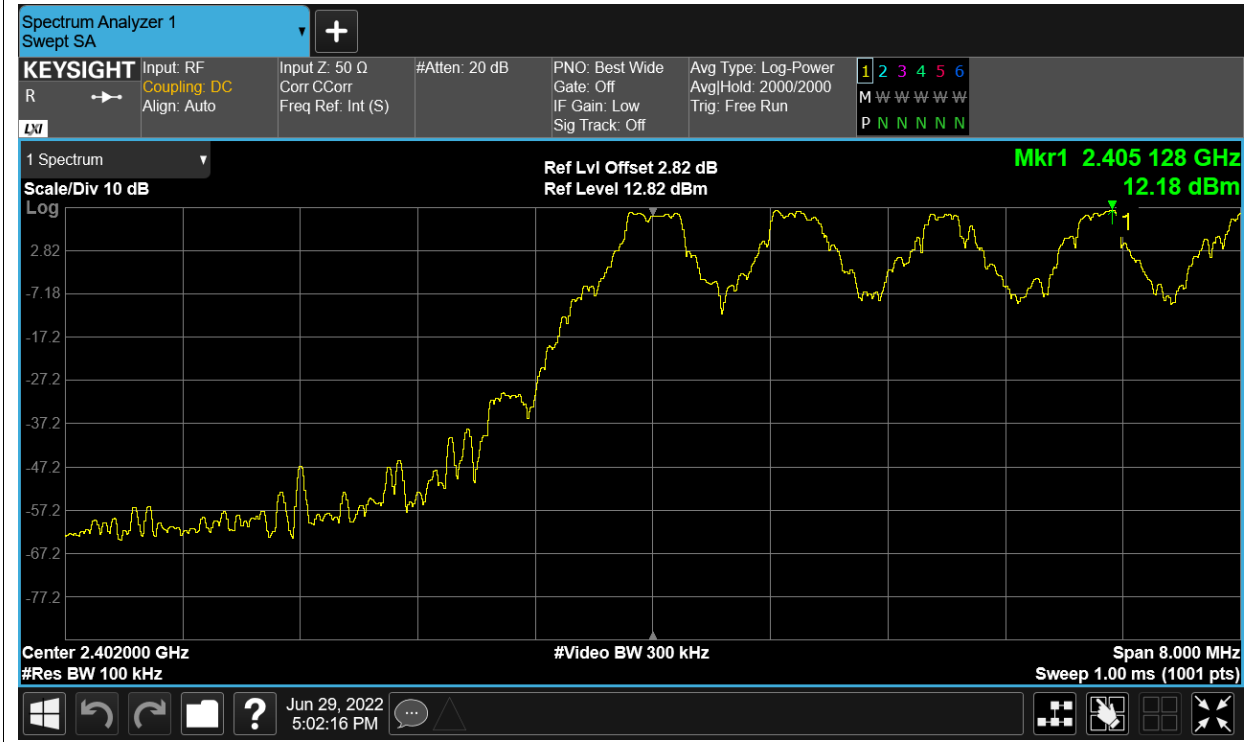 Spectrum Analyzer 1
Swept SA
+
KEYSIGHT
R
LXI
Input: RF
Coupling: DC
Align: Auto
Input Z: 50 Ω
Corr CCorr
Freq Ref: Int (S)
#Atten: 20 dB
PNO: Best Wide
Gate: Off
IF Gain: Low
Sig Track: Off
Avg Type: Log-Power
Avg|Hold: 2000/2000
Trig: Free Run
1 2 3 4 5 6
M W W W W W
P N N N N N N
1 Spectrum
Scale/Div 10 dB
Log
Ref Lvl Offset 2.82 dB
Ref Level 12.82 dBm
Mkr1 2.405 128 GHz
12.18 dBm
1
2.82
-7.18
-17.2
-27.2
-37.2
-47.2
-57.2
-67.2
-77.2
Center 2.402000 GHz
#Res BW 100 kHz
#Video BW 300 kHz
Span 8.000 MHz
Sweep 1.00 ms (1001 pts)
?
Jun 29, 2022
5:02:16 PM